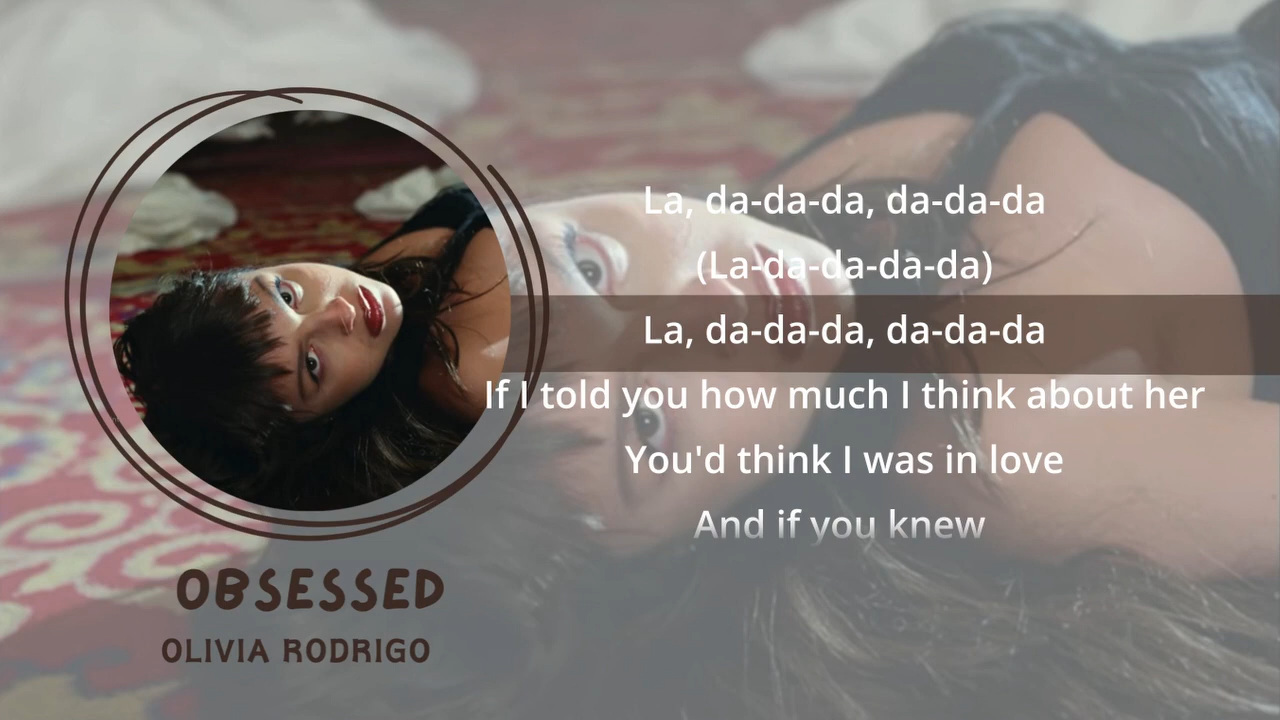 La, da-da-da, da-da-da
(La-da-da-da-da)
La, da-da-da, da-da-da
If I told you how much I think about her
You'd think I was in love
And if you knew
OBSESSED
OLIVIA RODRIGO